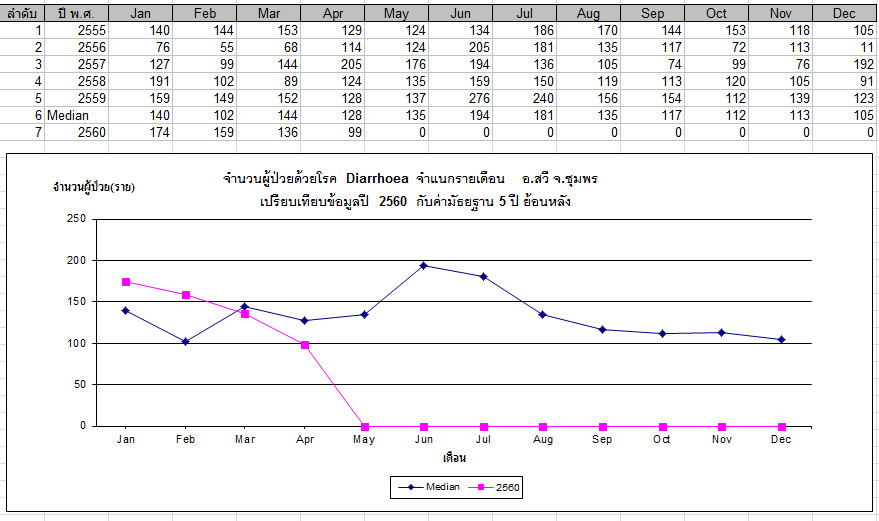 ลำดับ ปี พ.ศ. Jan Feb Mar Apr May Jun Jul Aug Sep Oct Nov Dec
1 2555 140 144 153 129 124 134 186 170 144 153 118 105
2 2556 76 55 68 114 124 205 181 135 117 72 113 11
3 2557 127 99 144 205 176 194 136 105 74 99 76 192
4 2558 191 102 89 124 135 159 150 119 113 120 105 91
5 2559 159 149 152 128 137 276 240 156 154 112 139 123
6 Median 140 102 144 128 135 194 181 135 117 112 113 105
7 2560 174 159 136 99 0 0 0 0 0 0 0 0
จำนวนผู้ป่วยด้วยโรค Diarrhoea จำแนกรายเดือน อ.สวี จ.ชุมพร
จำนวนผู้ป่วย(ราย)
เปรียบเทียบข้อมูลปี 2560 กับค่ามัธยฐาน 5 ปี ย้อนหลัง
250
200
150
100
50
0
Jan Feb Mar Apr May Jun Jul Aug Sep Oct Nov Dec
เดือน
Median 2560